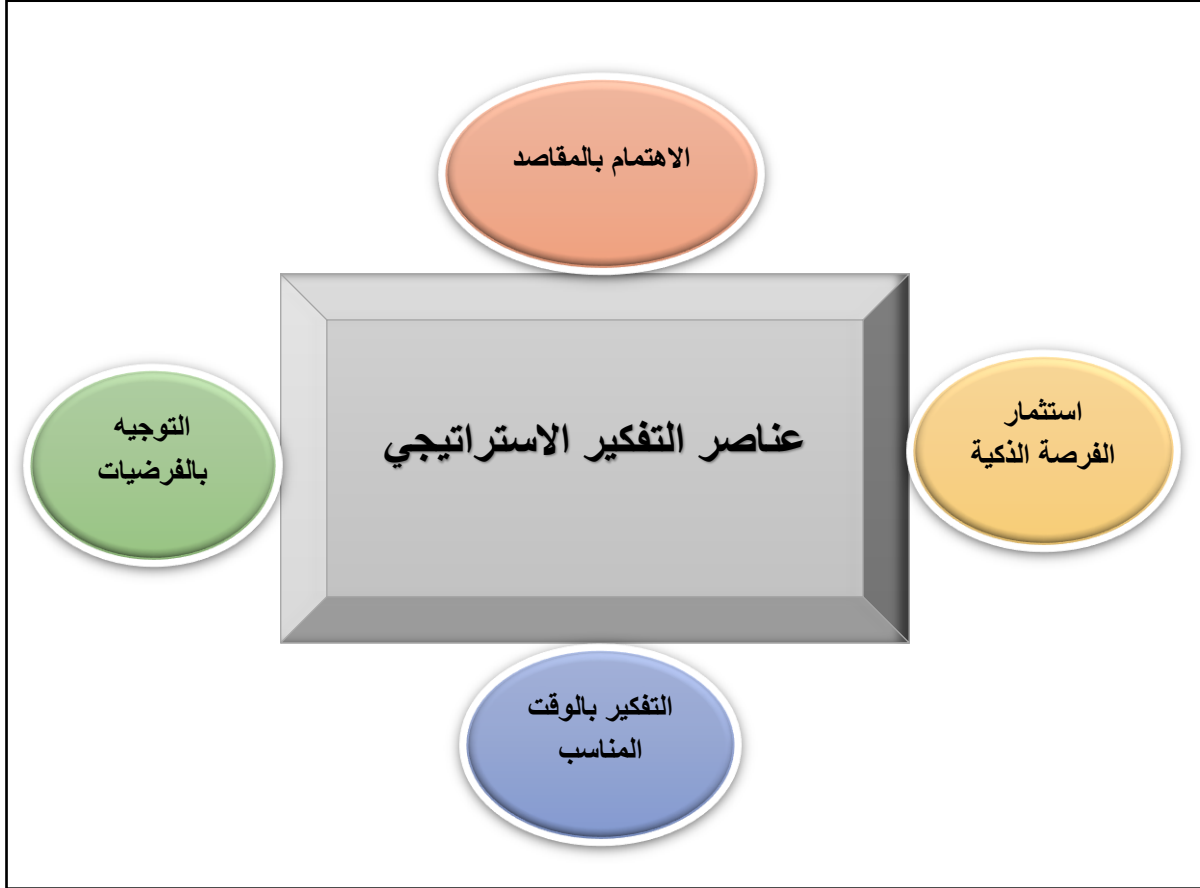 الاهتمام بالمقاصد
استثمار
الفرصة الذكية
عناصر التفكير الاستراتيجي
التوجيه
بالفرضيات
التفكير بالوقت
المناسب